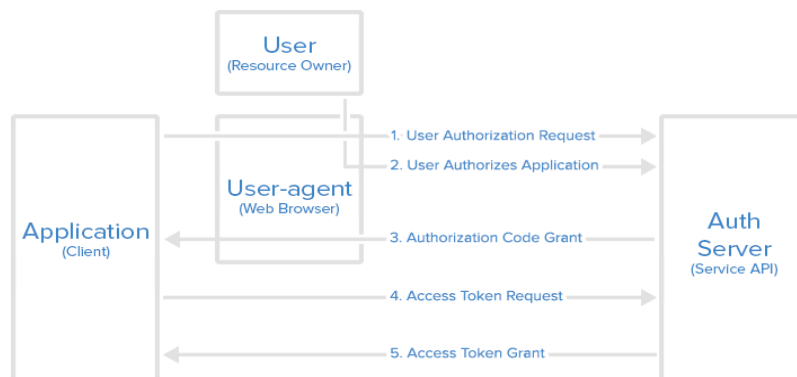 User
(Resource Owner)
1. User Authorization Request
2. User Authorizes Application
User-agent
(Web Browser)
Application
(Client)
3. Authorization Code Grant
Auth
Server
(Service API)
4. Access Token Request
5. Access Token Grant